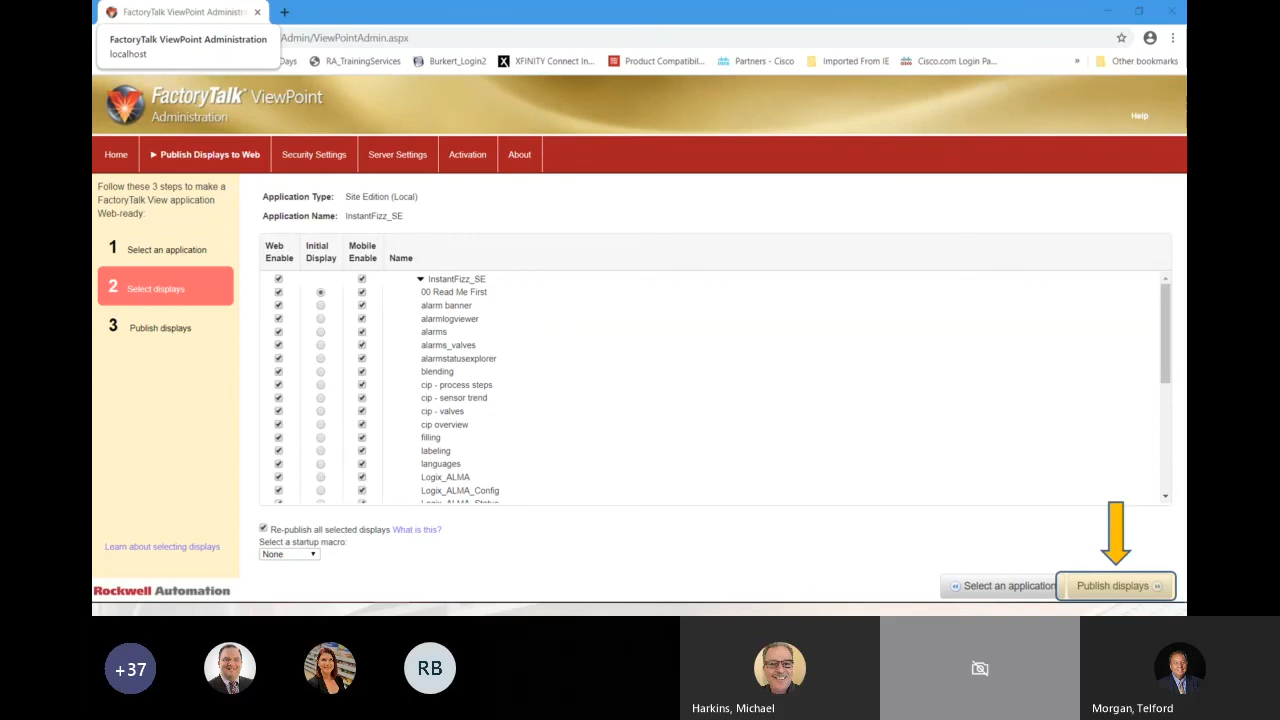 FactoryTalk ViewPoint Administr
FactoryTalk ViewPoint Administration
localhost
Admin/ViewPointAdmin.aspx
Days
RA_TrainingServices
Burkert_Login2
XFINITY Connect In...
Product Compatibil...
Partners - Cisco
Imported From IE
Cisco.com Login Pa...
»
Other bookmarks
FactoryTalk ViewPoint
Administration
Help
Home
Publish Displays to Web
Security Settings
Server Settings
Activation
About
Follow these 3 steps to make a
FactoryTalk View application
Web-ready:
1 Select an application
2 Select displays
3 Publish displays
Learn about selecting displays
Application Type: Site Edition (Local)
Application Name: InstantFizz_SE
Web Enable
Initial Display
Mobile Enable
Name
InstantFizz_SE
00 Read Me First
alarm banner
alarmlogviewer
alarms
alarms_valves
alarmstatusexplorer
blending
cip - process steps
cip - sensor trend
cip - valves
cip overview
filling
labeling
languages
Logix_ALMA
Logix_ALMA_Config
Logix_ALMA_Status
Re-publish all selected displays What is this?
Select a startup macro:
None
Select an application
Publish displays
Rockwell Automation
+37
RB
Harkins, Michael
Morgan, Telford